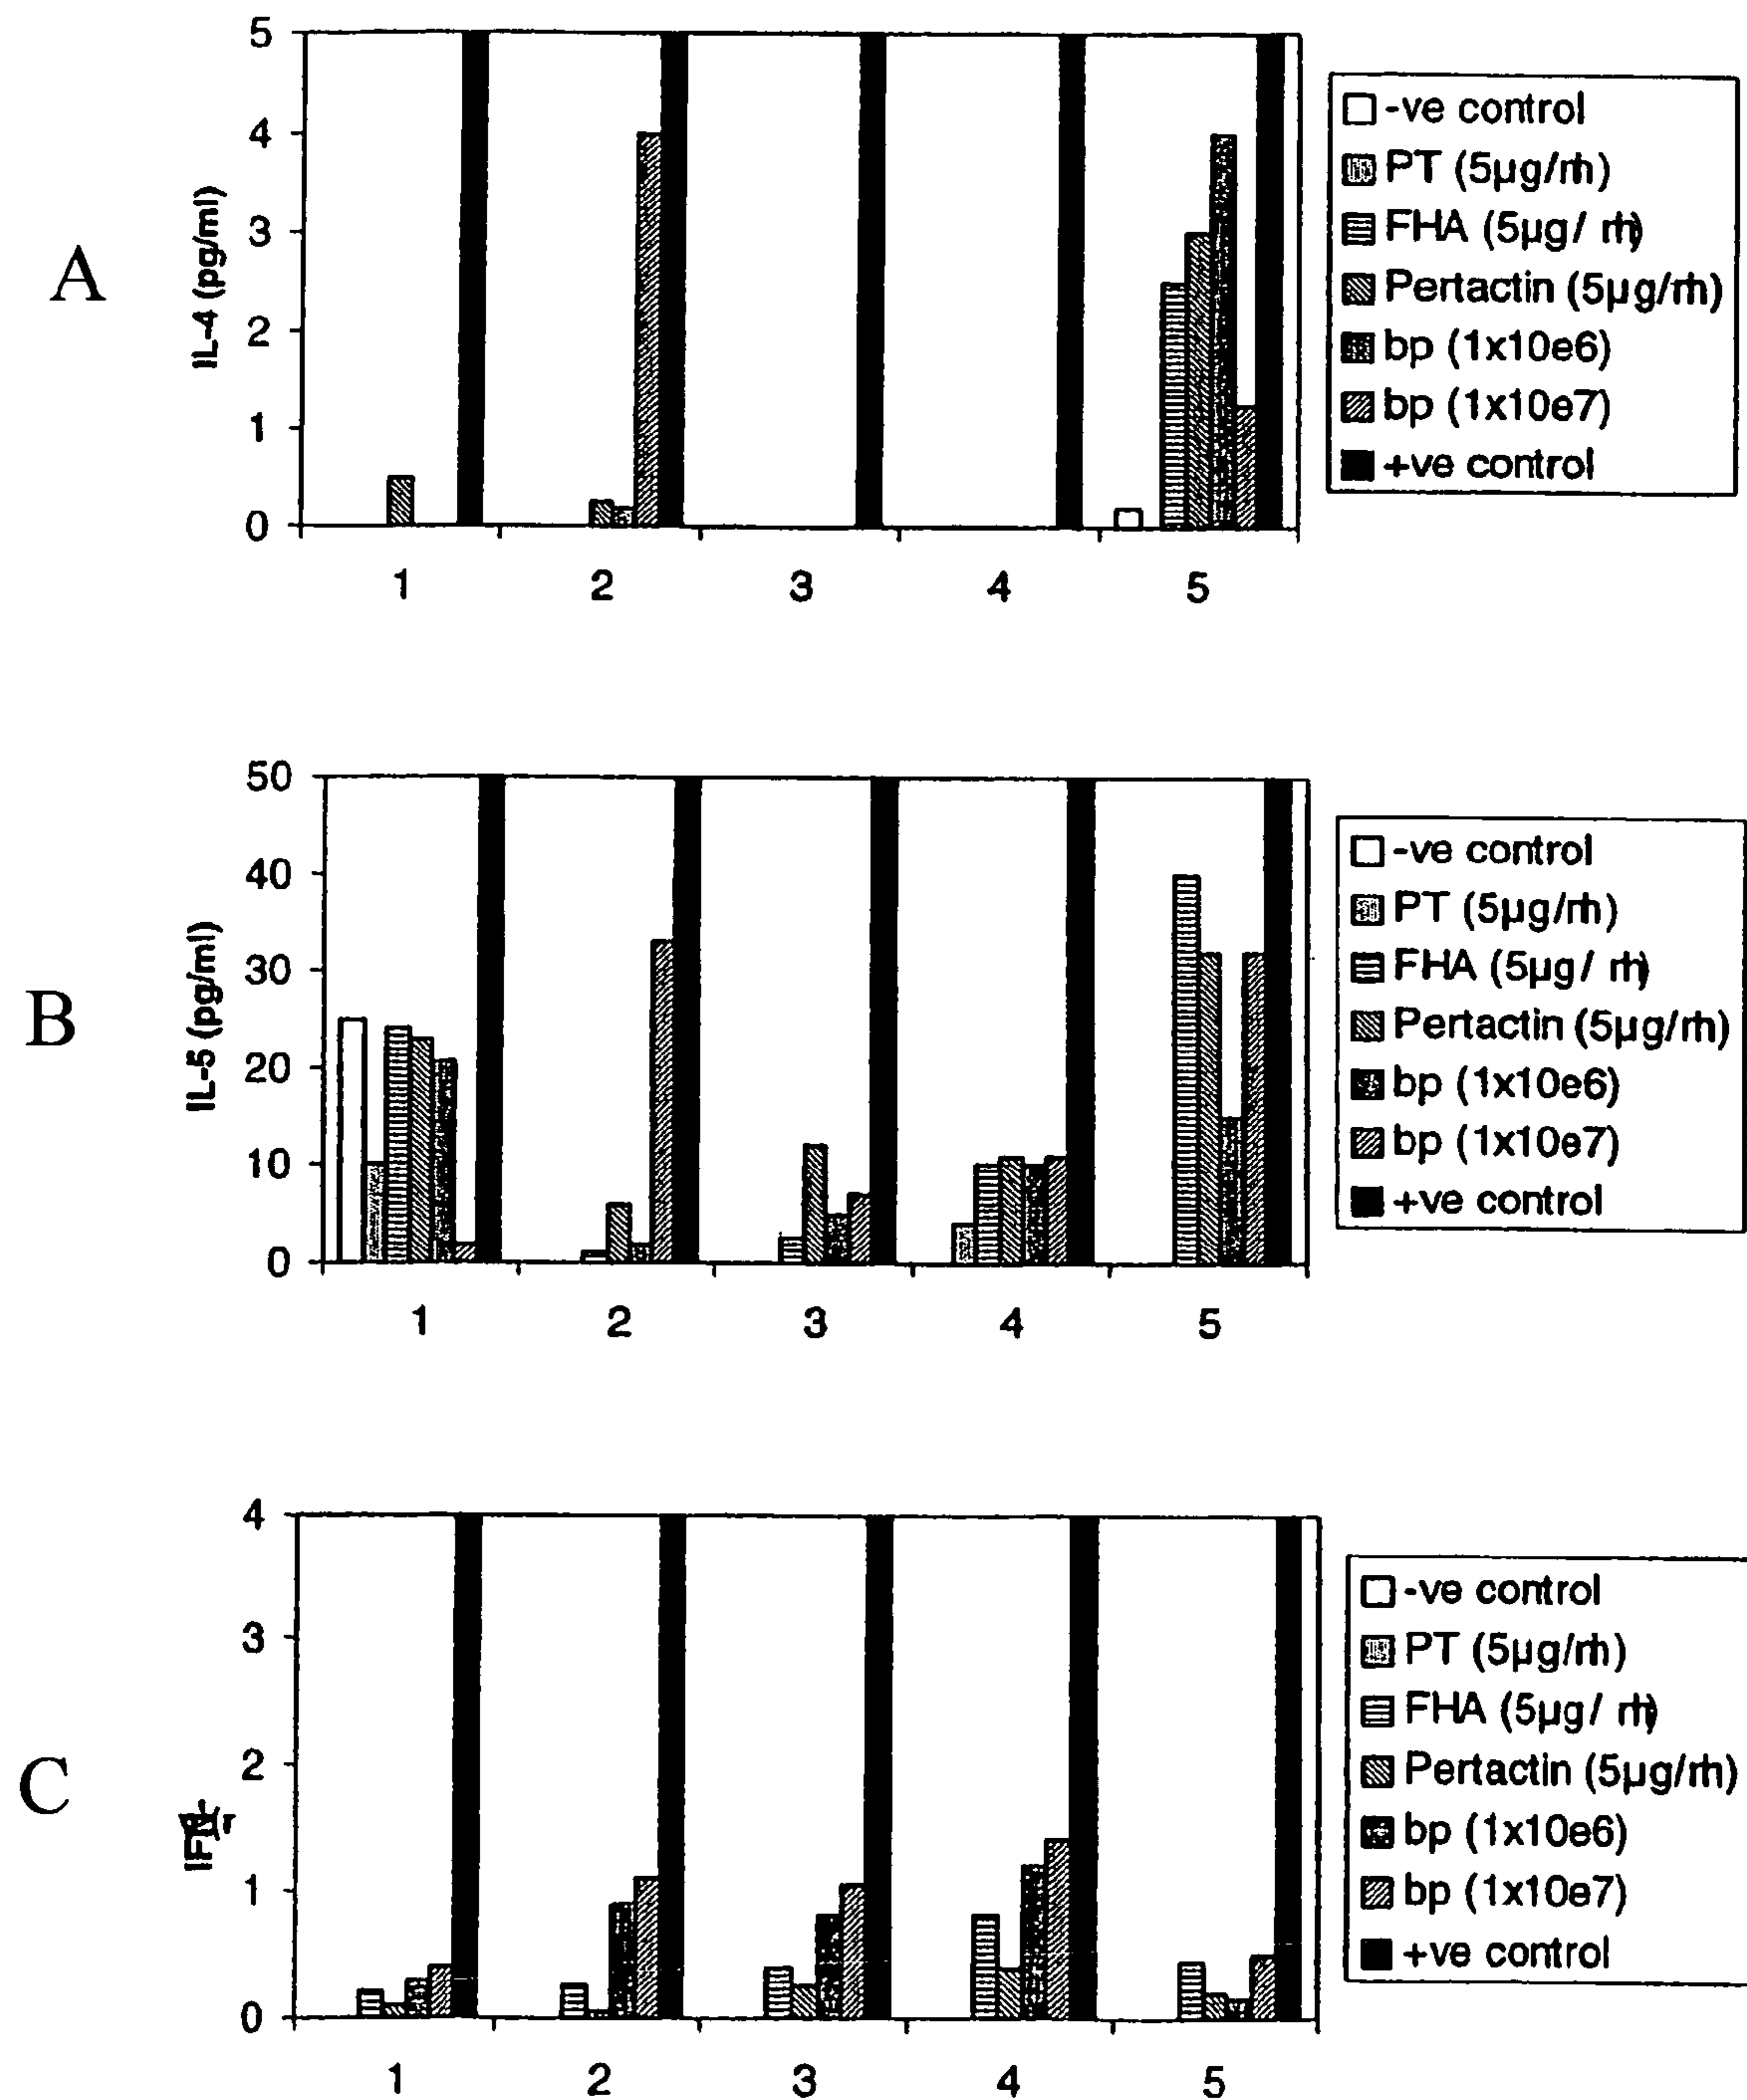 A
IL-4 (pg/ml)
5
4
3
2
1
0
1 2 3 4 5
-ve control
PT (5µg/ml)
FHA (5µg/ ml)
Pertactin (5µg/ml)
bp (1x10e6)
bp (1x10e7)
+ve control
B
IL-5 (pg/ml)
50
40
30
20
10
0
1 2 3 4 5
-ve control
PT (5µg/ml)
FHA (5µg/ ml)
Pertactin (5µg/ml)
bp (1x10e6)
bp (1x10e7)
+ve control
C
4
3
2
1
0
1 2 3 4 5
-ve control
PT (5µg/ml)
FHA (5µg/ ml)
Pertactin (5µg/ml)
bp (1x10e6)
bp (1x10e7)
+ve control